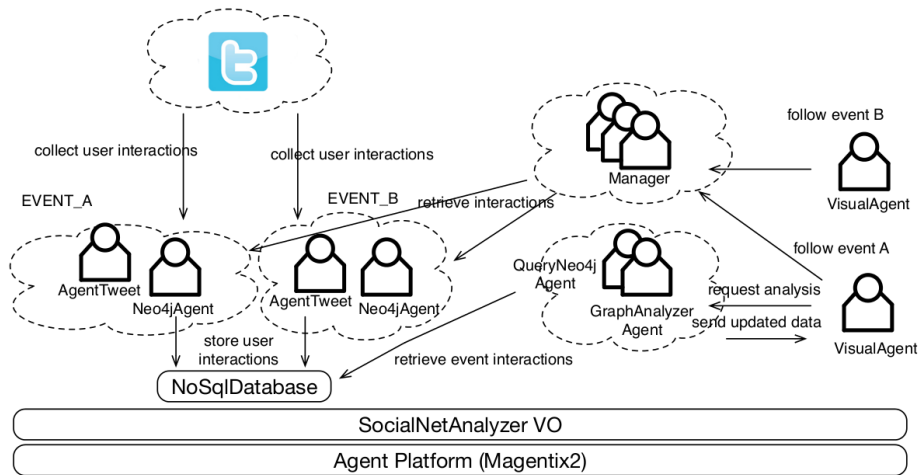 collect user interactions
collect user interactions
follow event B
Manager
VisualAgent
EVENT_A
EVENT_B
retrieve interactions
AgentTweet
Neo4jAgent
AgentTweet
Neo4jAgent
follow event A
QueryNeo4j
Agent
request analysis
GraphAnalyzer
Agent
send updated data
VisualAgent
store user
interactions
retrieve event interactions
NoSqlDatabase
SocialNetAnalyzer VO
Agent Platform (Magentix2)